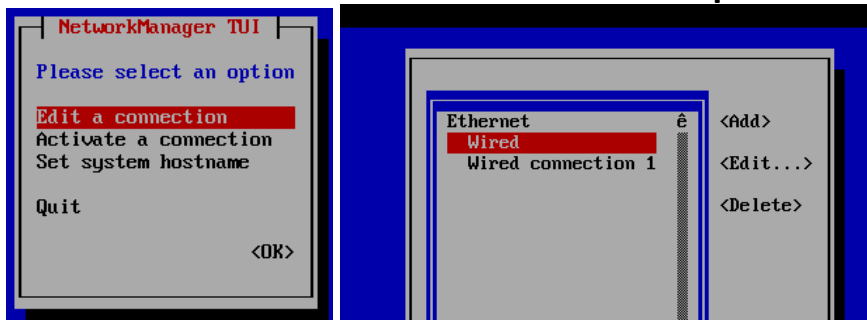 NetworkManager TUI
Please select an option
Edit a connection
Activate a connection
Set system hostname
Quit
<OK>
Ethernet ê <Add>
Wired
Wired connection 1 <Edit...>
<Delete>